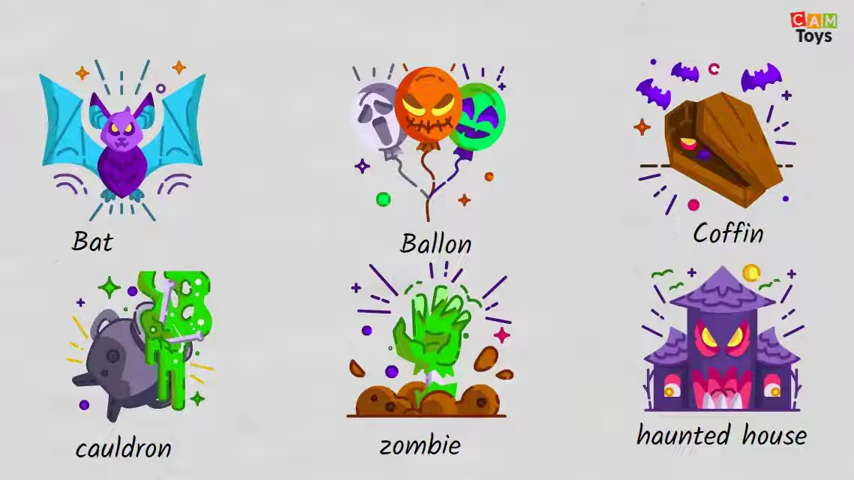 CAM
Toys
Bat
Ballon
Coffin
cauldron
zombie
haunted house